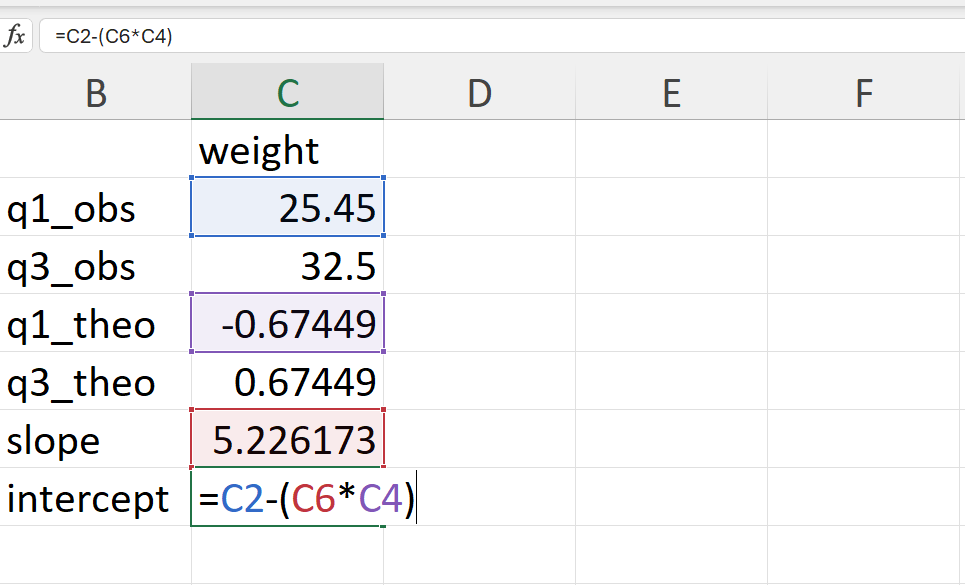 fx =C2-(C6*C4)
B C D E F
weight
q1_obs 25.45
q3_obs 32.5
q1_theo -0.67449
q3_theo 0.67449
slope 5.226173
intercept =C2-(C6*C4)